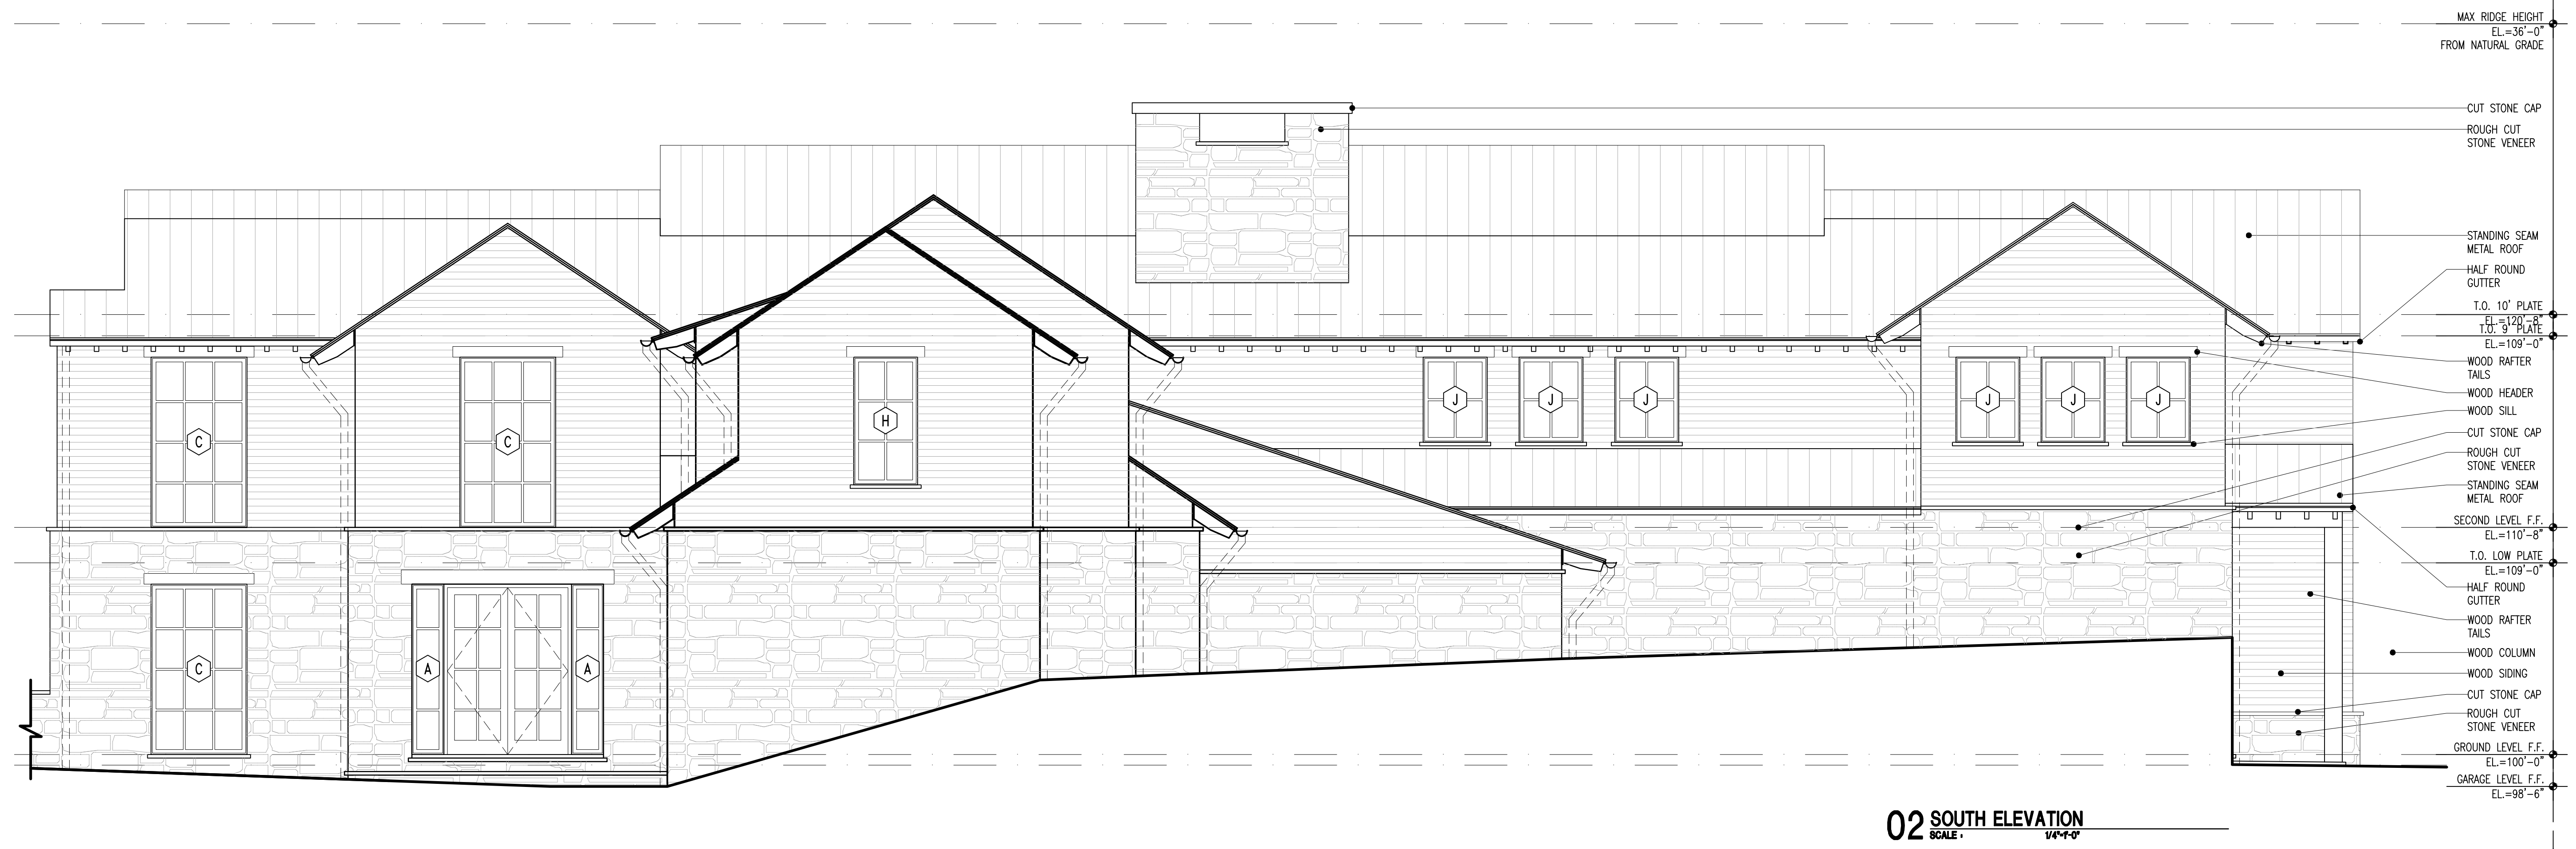 MAX RIDGE HEIGHT
EL.=36'-0"
FROM NATURAL GRADE
CUT STONE CAP
ROUGH CUT
STONE VENEER
STANDING SEAM
METAL ROOF
HALF ROUND
GUTTER
T.O. 10' PLATE
EL.=120'-8"
T.O. 9' PLATE
EL.=109'-0"
WOOD RAFTER
TAILS
WOOD HEADER
WOOD SILL
CUT STONE CAP
ROUGH CUT
STONE VENEER
STANDING SEAM
METAL ROOF
SECOND LEVEL F.F.
EL.=110'-8"
T.O. LOW PLATE
EL.=109'-0"
HALF ROUND
GUTTER
WOOD RAFTER
TAILS
WOOD COLUMN
WOOD SIDING
CUT STONE CAP
ROUGH CUT
STONE VENEER
GROUND LEVEL F.F.
EL.=100'-0"
GARAGE LEVEL F.F.
EL.=98'-6"
C C H J J J J J J
C A A
02 SOUTH ELEVATION
SCALE : 1/4"=1'-0"